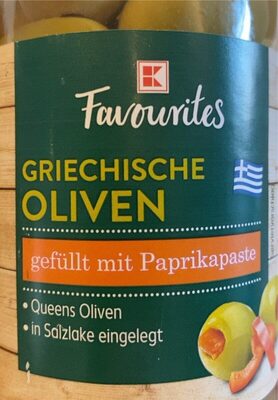 K
Favourites
GRIECHISCHE
OLIVEN
gefüllt mit Paprikapaste
• Queens Oliven
• in Salzlake eingelegt